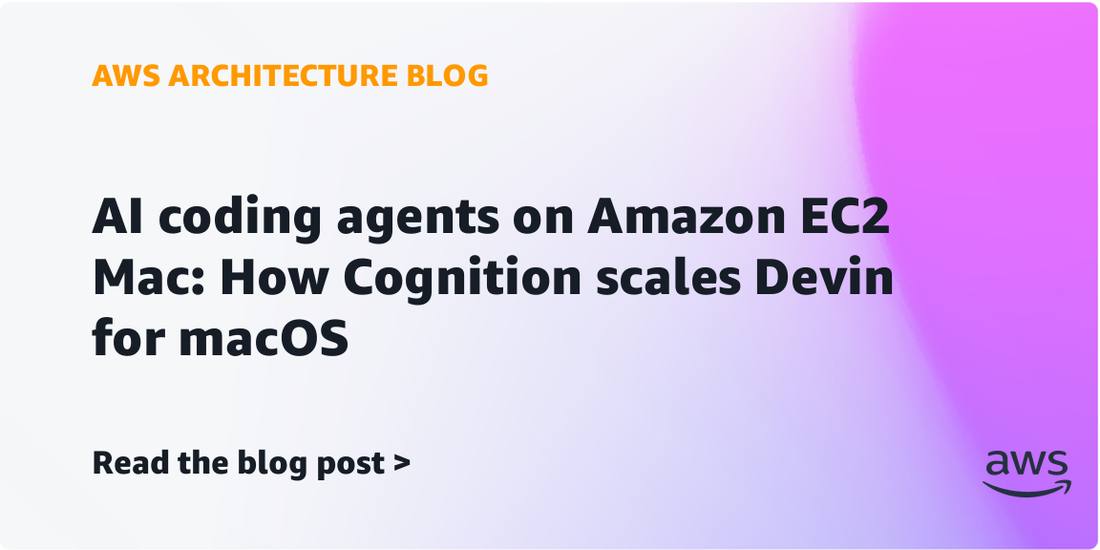 AWS ARCHITECTURE BLOG
AI coding agents on Amazon EC2
Mac: How Cognition scales Devin
for macOS
Read the blog post >
aws